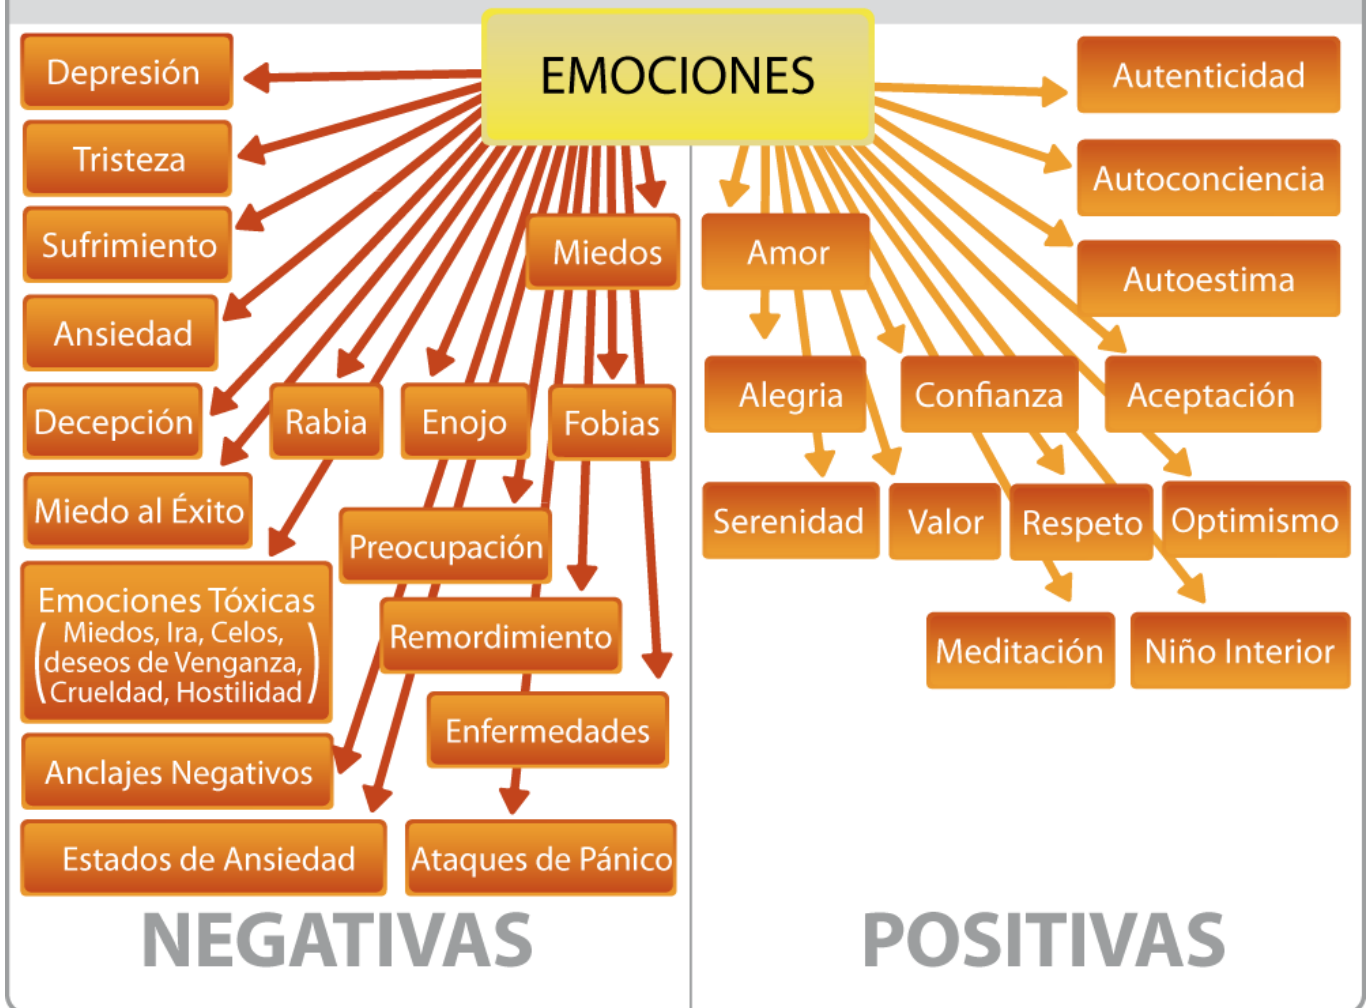 EMOCIONES
Depresión
Tristeza
Sufrimiento
Ansiedad
Decepción
Miedo al Éxito
Emociones Tóxicas
(Miedos, Ira, Celos,
deseos de Venganza,
Crueldad, Hostilidad)
Anclajes Negativos
Estados de Ansiedad
Miedos
Rabia
Enojo
Fobias
Preocupación
Remordimiento
Enfermedades
Ataques de Pánico
NEGATIVAS
Autenticidad
Autoconciencia
Autoestima
Amor
Alegria
Confianza
Aceptación
Serenidad
Valor
Respeto
Optimismo
Meditación
Niño Interior
POSITIVAS